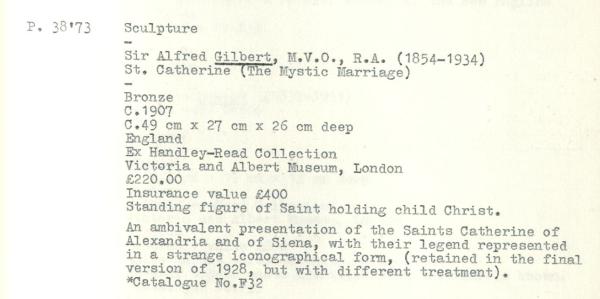 P. 38'73 Sculpture
-
Sir Alfred Gilbert, M.V.O., R.A. (1854-1934)
St. Catherine (The Mystic Marriage)
-
Bronze
C.1907
C.49 cm x 27 cm x 26 cm deep
England
Ex Handley-Read Collection
Victoria and Albert Museum, London
£220.00
Insurance value £400
Standing figure of Saint holding child Christ.
An ambivalent presentation of the Saints Catherine of
Alexandria and of Siena, with their legend represented
in a strange iconographical form, (retained in the final
version of 1928, but with different treatment).
*Catalogue No.F32